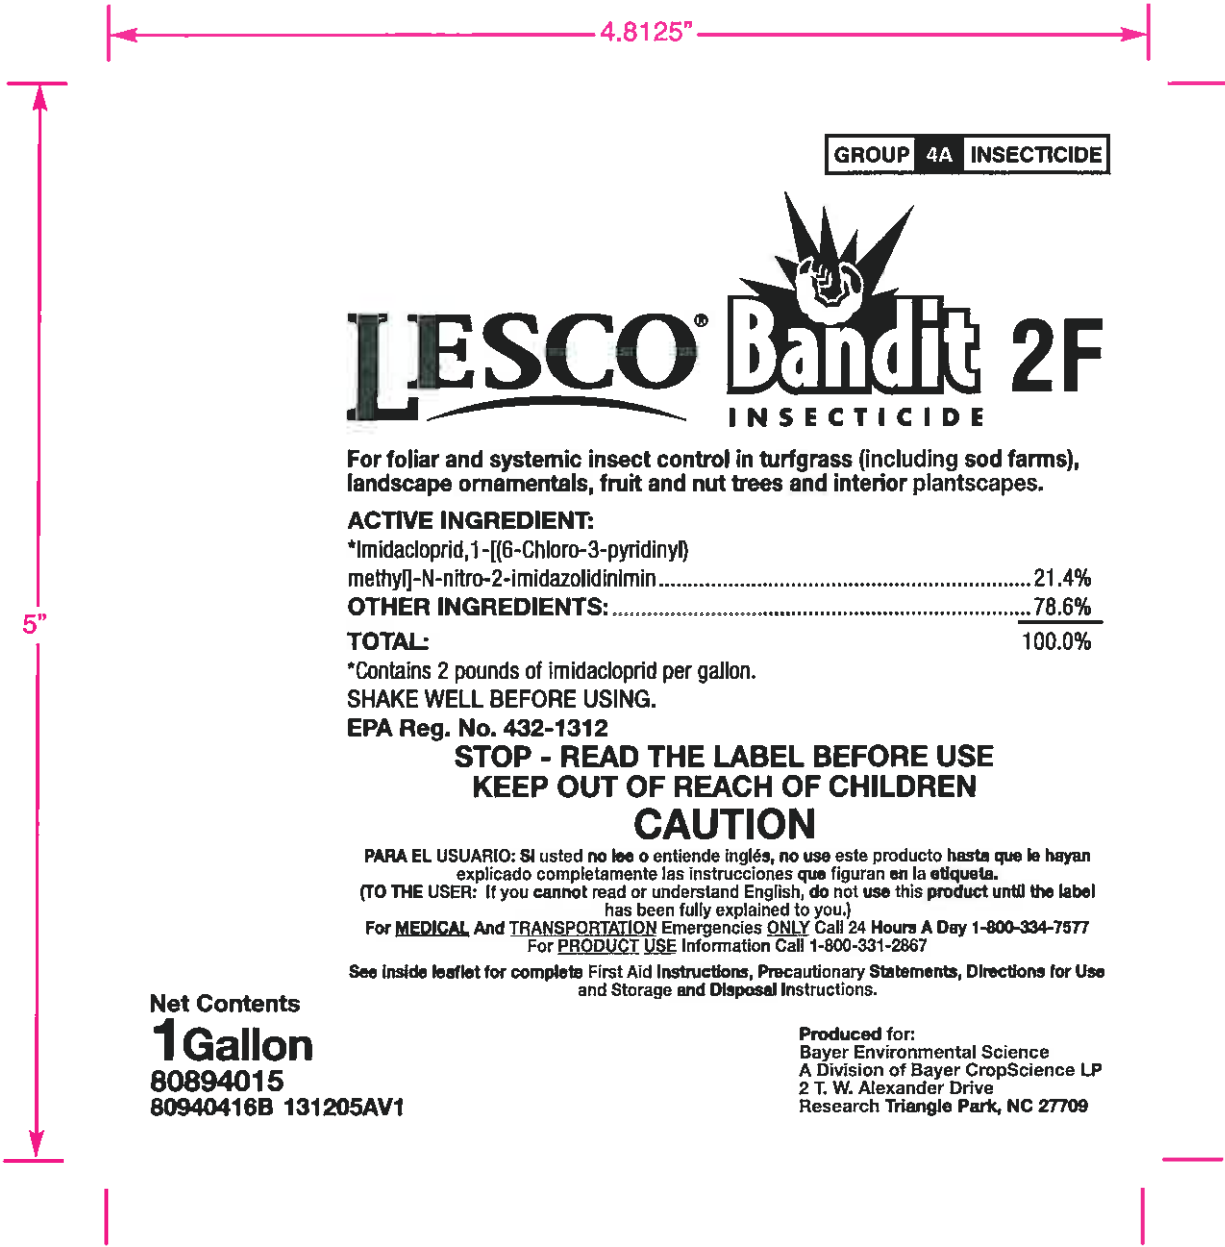 4.8125"
GROUP 4A INSECTICIDE
LESCO® Bandit 2F
INSECTICIDE
For foliar and systemic insect control in turfgrass (including sod farms),
landscape ornamentals, fruit and nut trees and interior plantscapes.
ACTIVE INGREDIENT:
*Imidacloprid,1-[(6-Chloro-3-pyridinyl)
methyl]-N-nitro-2-imidazolidinimin..........21.4%
OTHER INGREDIENTS:..........78.6%
TOTAL: 100.0%
*Contains 2 pounds of imidacloprid per gallon.
SHAKE WELL BEFORE USING.
EPA Reg. No. 432-1312
STOP - READ THE LABEL BEFORE USE
KEEP OUT OF REACH OF CHILDREN
CAUTION
PARA EL USUARIO: Si usted no lee o entiende inglés, no use este producto hasta que le hayan
explicado completamente las instrucciones que figuran en la etiqueta.
(TO THE USER: If you cannot read or understand English, do not use this product until the label
has been fully explained to you.)
For MEDICAL And TRANSPORTATION Emergencies ONLY Call 24 Hours A Day 1-800-334-7577
For PRODUCT USE Information Call 1-800-331-2867
See inside leaflet for complete First Aid Instructions, Precautionary Statements, Directions for Use
and Storage and Disposal Instructions.
5"
Net Contents
1 Gallon
80894015
80940416B 131205AV1
Produced for:
Bayer Environmental Science
A Division of Bayer CropScience LP
2 T. W. Alexander Drive
Research Triangle Park, NC 27709